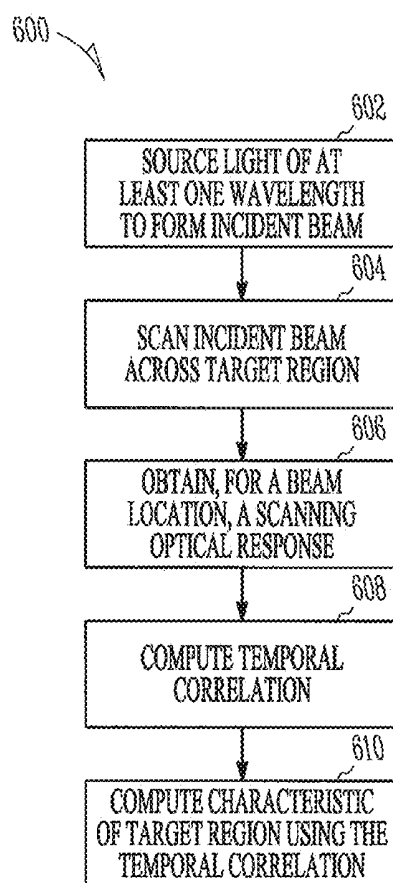 600
602
SOURCE LIGHT OF AT
LEAST ONE WAVELENGTH
TO FORM INCIDENT BEAM
604
SCAN INCIDENT BEAM
ACROSS TARGET REGION
606
OBTAIN, FOR A BEAM
LOCATION, A SCANNING
OPTICAL RESPONSE
608
COMPUTE TEMPORAL
CORRELATION
610
COMPUTE CHARACTERISTIC
OF TARGET REGION USING THE
TEMPORAL CORRELATION